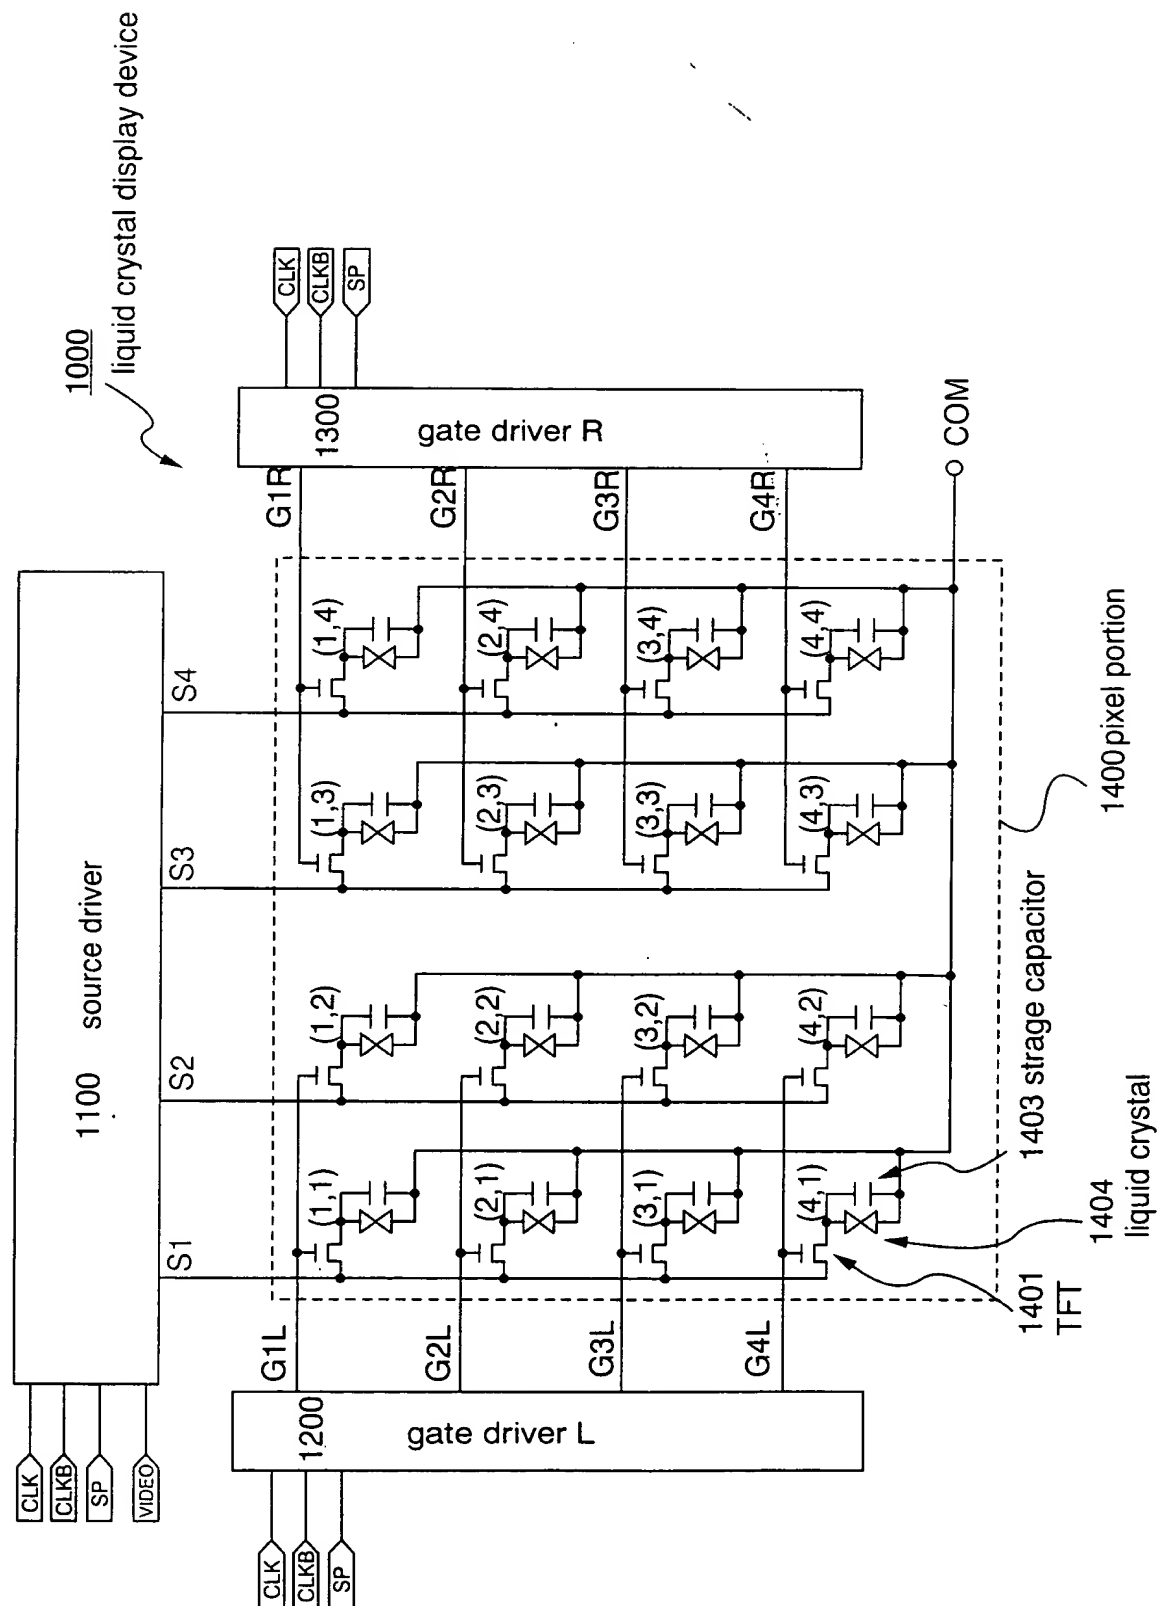 1000
liquid crystal display device
CLK
CLKB
SP
VIDEO
1100 source driver
S1
S2
S3
S4
CLK
CLKB
SP
1200
gate driver L
G1L
G2L
G3L
G4L
CLK
CLKB
SP
1300
gate driver R
G1R
G2R
G3R
G4R
(1,1)
(1,2)
(1,3)
(1,4)
(2,1)
(2,2)
(2,3)
(2,4)
(3,1)
(3,2)
(3,3)
(3,4)
(4,1)
(4,2)
(4,3)
(4,4)
COM
1401
TFT
1404
liquid crystal
1403 strage capacitor
1400 pixel portion